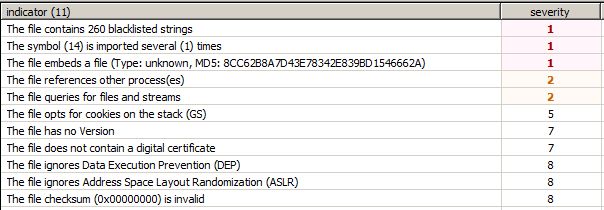 indicator (11) severity
The file contains 260 blacklisted strings 1
The symbol (14) is imported several (1) times 1
The file embeds a file (Type: unknown, MD5: 8CC62B8A7D43E78342E839BD1546662A) 1
The file references other process(es) 2
The file queries for files and streams 2
The file opts for cookies on the stack (GS) 5
The file has no Version 7
The file does not contain a digital certificate 7
The file ignores Data Execution Prevention (DEP) 8
The file ignores Address Space Layout Randomization (ASLR) 8
The file checksum (0x00000000) is invalid 8